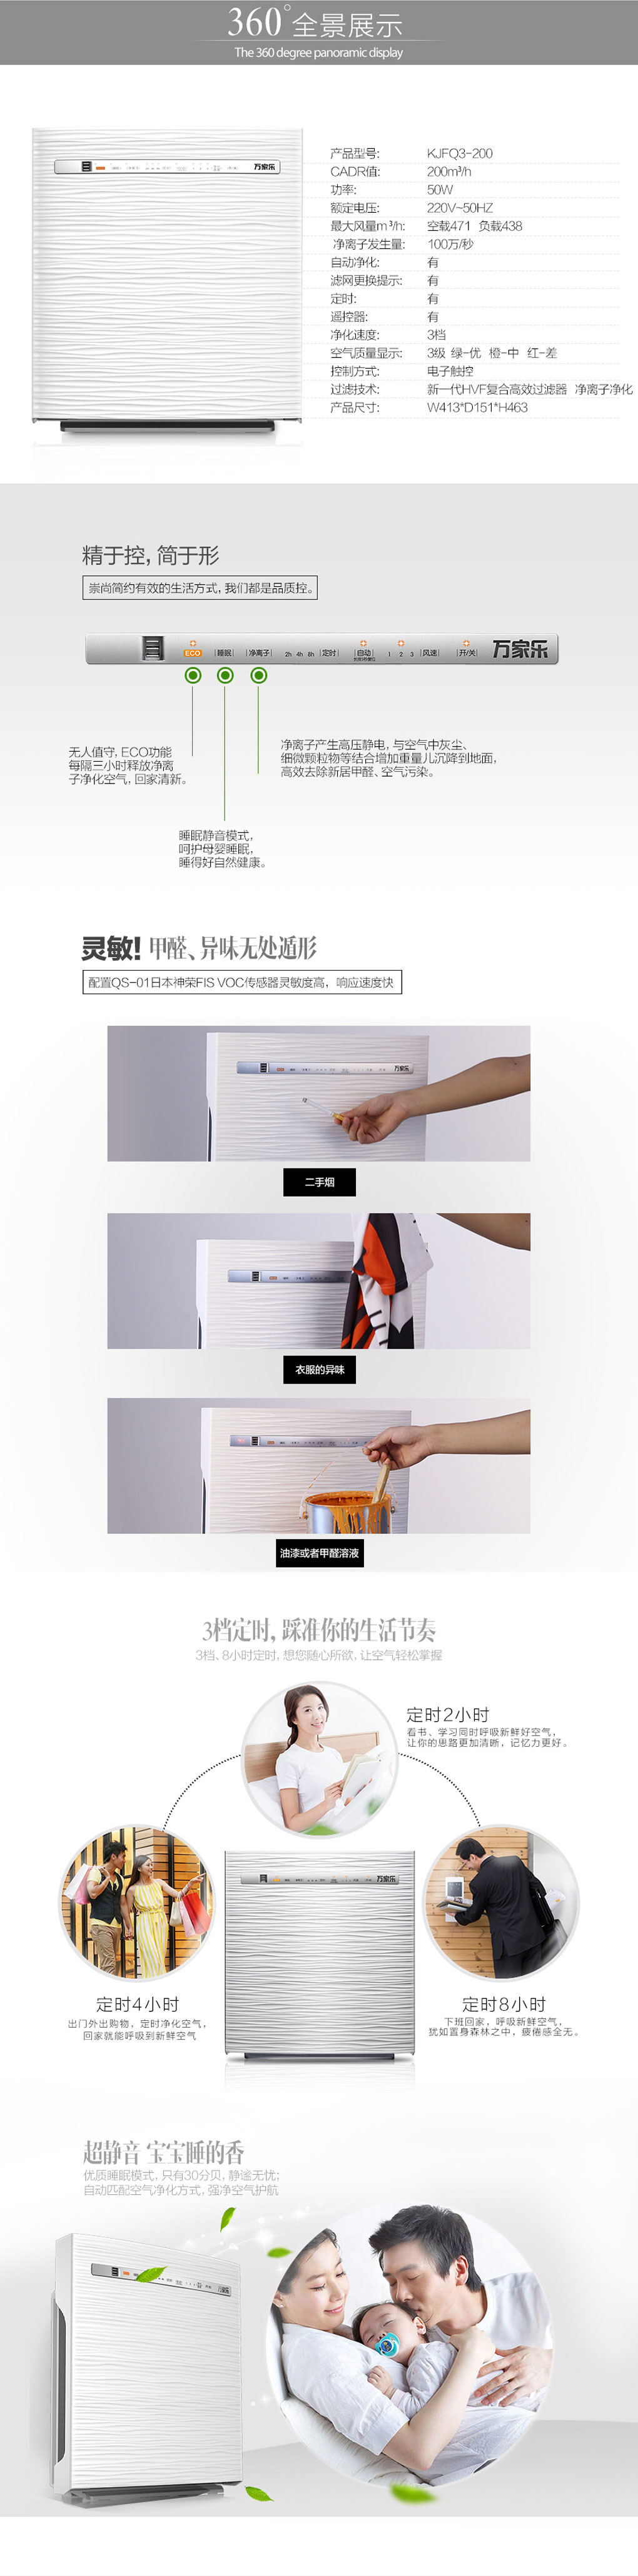 360°全景展示
The 360 degree panoramic display
万家乐
产品型号: KJFQ3-200
CADR值: 200m³/h
功率: 50W
额定电压: 220V~50HZ
最大风量m³/h: 空载471 负载438
净离子发生量: 100万/秒
自动净化: 有
滤网更换提示: 有
定时: 有
遥控器: 有
净化速度: 3档
空气质量显示: 3级 绿-优 橙-中 红-差
控制方式: 电子触控
过滤技术: 新一代HVF复合高效过滤器 净离子净化
产品尺寸: W413*D151*H463
精于控，简于形
崇尚简约有效的生活方式，我们都是品质控。
ECO |睡眠| |净离子| 2h 4h 8h |定时| |自动| 1 2 3 |风速| |开/关| 万家乐
无人值守，ECO功能
每隔三小时释放净离
子净化空气，回家清新。
净离子产生高压静电，与空气中灰尘、
细微颗粒物等结合增加重量儿沉降到地面，
高效去除新居甲醛、空气污染。
睡眠静音模式，
呵护母婴睡眠，
睡得好自然健康。
灵敏! 甲醛、异味无处遁形
配置QS-01日本神荣FIS VOC传感器灵敏度高，响应速度快
万家乐
二手烟
衣服的异味
油漆或者甲醛溶液
3档定时，踩准你的生活节奏
3档、8小时定时，想您随心所欲，让空气轻松掌握
定时2小时
看书、学习同时呼吸新鲜好空气，
让你的思路更加清晰，记忆力更好。
万家乐
定时4小时
出门外出购物，定时净化空气，
回家就能呼吸到新鲜空气
定时8小时
下班回家，呼吸新鲜空气，
犹如置身森林之中，疲倦感全无。
超静音 宝宝睡的香
优质睡眠模式，只有30分贝，静谧无忧；
自动匹配空气净化方式，强净空气护航
万家乐